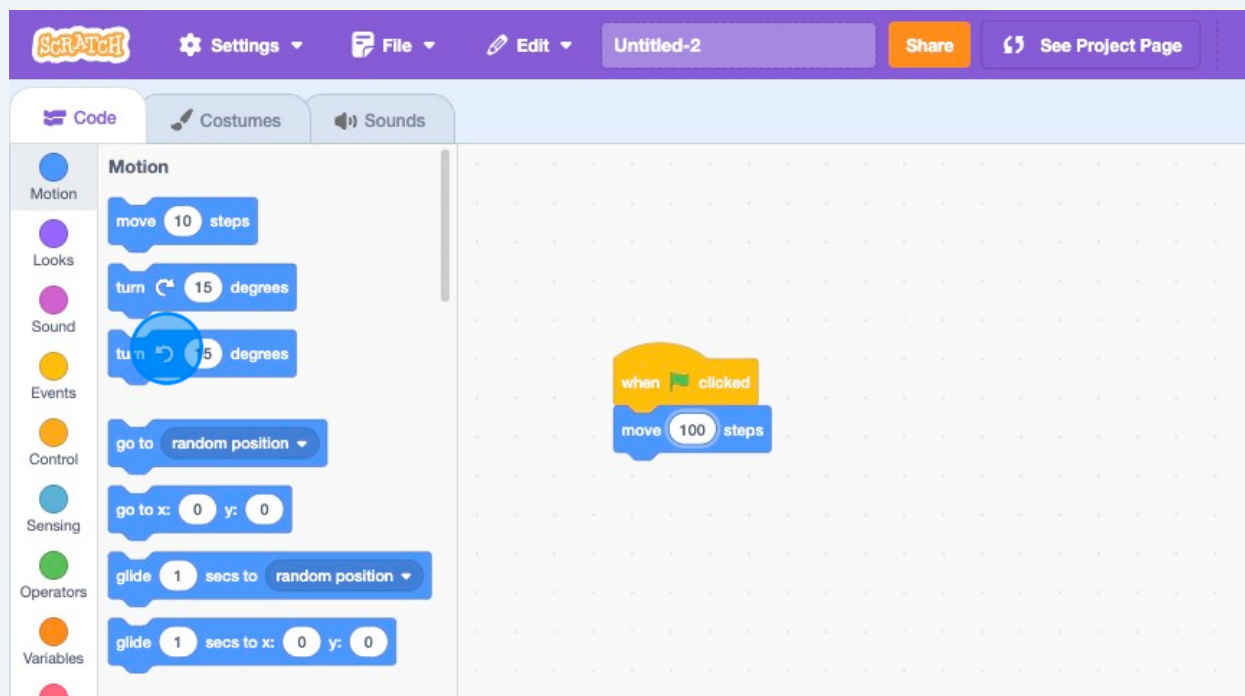 SCRATCH Settings File Edit Untitled-2 Share See Project Page
Code Costumes Sounds
Motion
Looks
Sound
Events
Control
Sensing
Operators
Variables
Motion
move 10 steps
turn 15 degrees
turn 15 degrees
go to random position
go to x: 0 y: 0
glide 1 secs to random position
glide 1 secs to x: 0 y: 0
when clicked
move 100 steps